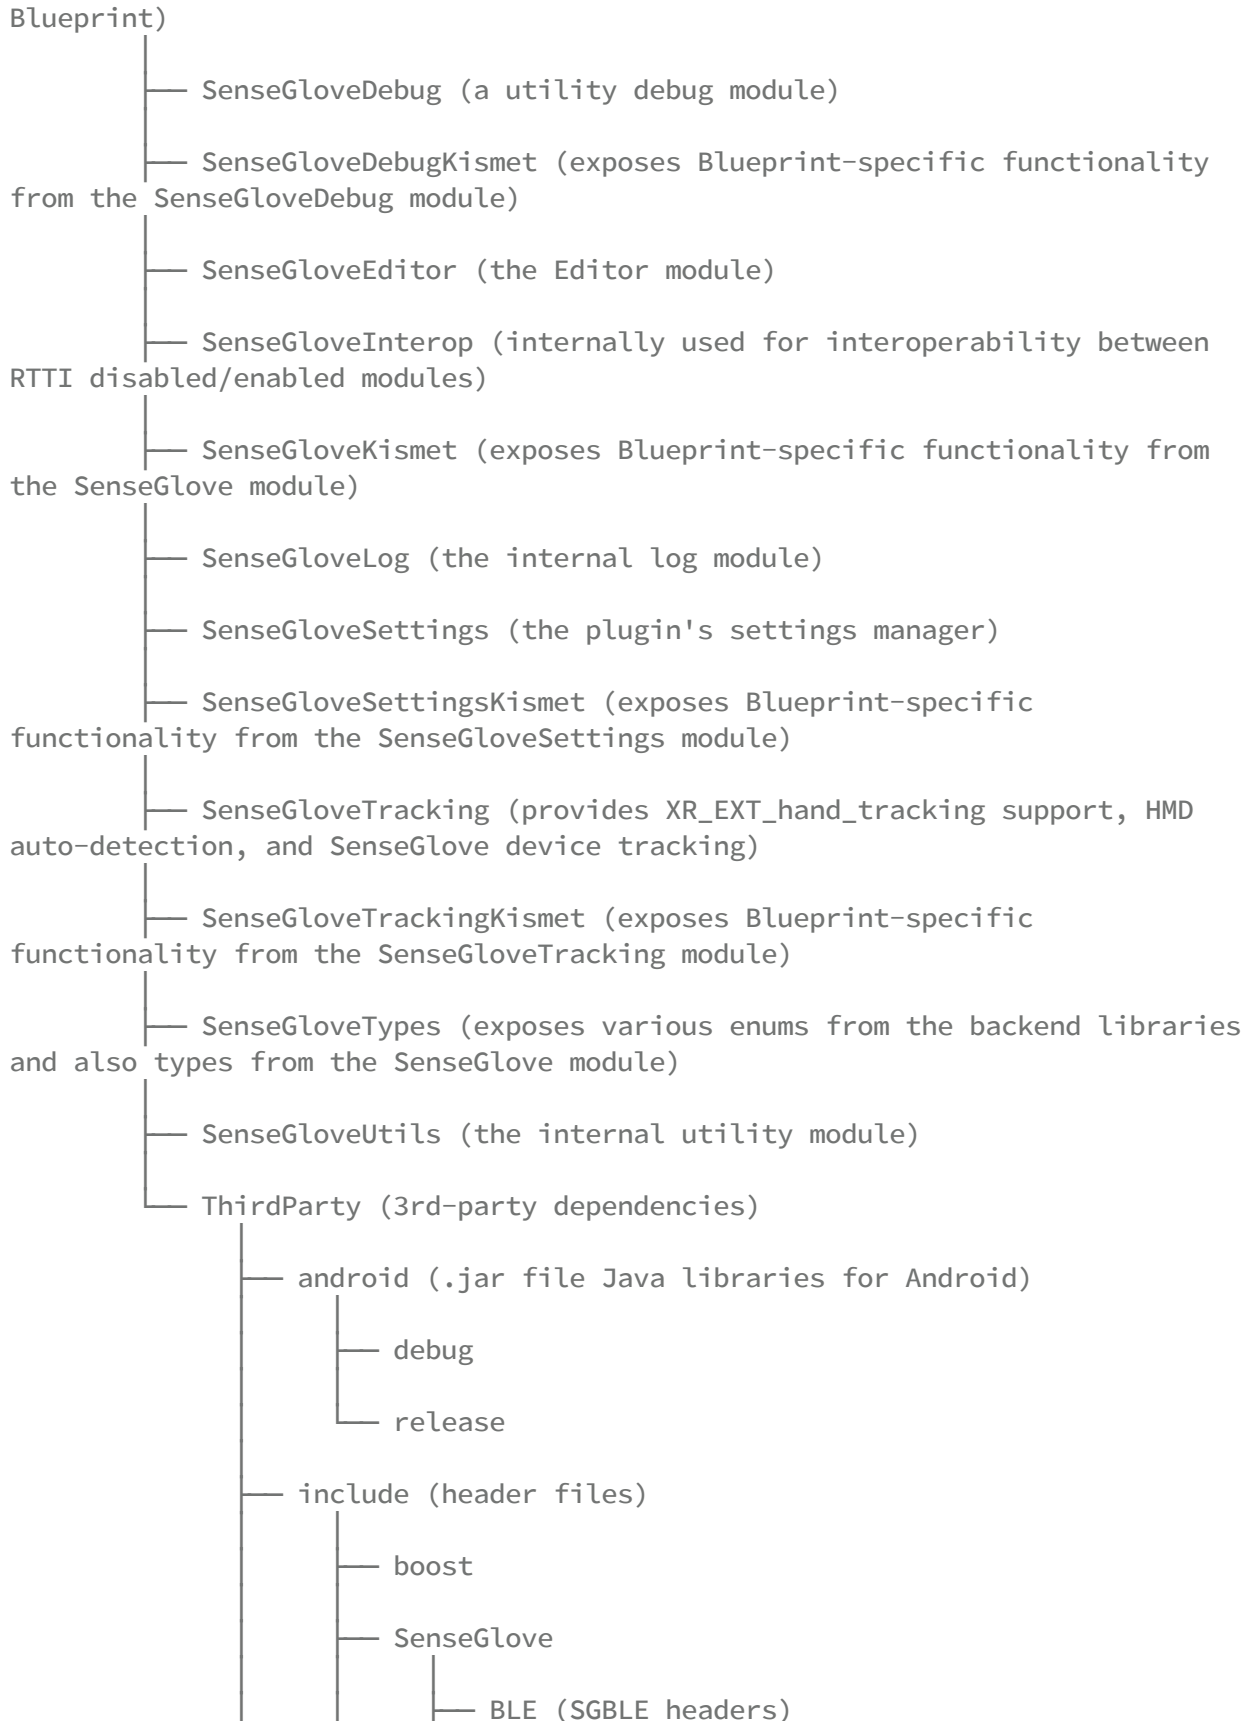 Blueprint)
SenseGloveDebug (a utility debug module)
SenseGloveDebugKismet (exposes Blueprint-specific functionality
from the SenseGloveDebug module)
SenseGloveEditor (the Editor module)
SenseGloveInterop (internally used for interoperability between
RTTI disabled/enabled modules)
SenseGloveKismet (exposes Blueprint-specific functionality from
the SenseGlove module)
SenseGloveLog (the internal log module)
SenseGloveSettings (the plugin's settings manager)
SenseGloveSettingsKismet (exposes Blueprint-specific
functionality from the SenseGloveSettings module)
SenseGloveTracking (provides XR_EXT_hand_tracking support, HMD
auto-detection, and SenseGlove device tracking)
SenseGloveTrackingKismet (exposes Blueprint-specific
functionality from the SenseGloveTracking module)
SenseGloveTypes (exposes various enums from the backend libraries
and also types from the SenseGlove module)
SenseGloveUtils (the internal utility module)
ThirdParty (3rd-party dependencies)
android (.jar file Java libraries for Android)
debug
release
include (header files)
boost
SenseGlove
BLE (SGBLE headers)